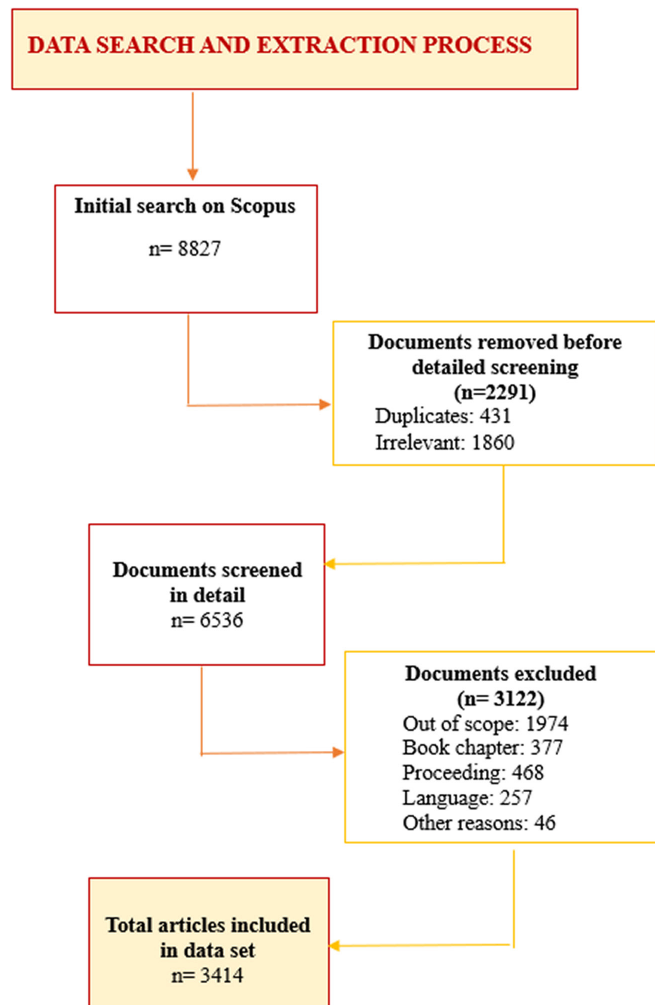 DATA SEARCH AND EXTRACTION PROCESS
Initial search on Scopus
n= 8827
Documents removed before
detailed screening
(n=2291)
Duplicates: 431
Irrelevant: 1860
Documents screened
in detail
n= 6536
Documents excluded
(n= 3122)
Out of scope: 1974
Book chapter: 377
Proceeding: 468
Language: 257
Other reasons: 46
Total articles included
in data set
n= 3414